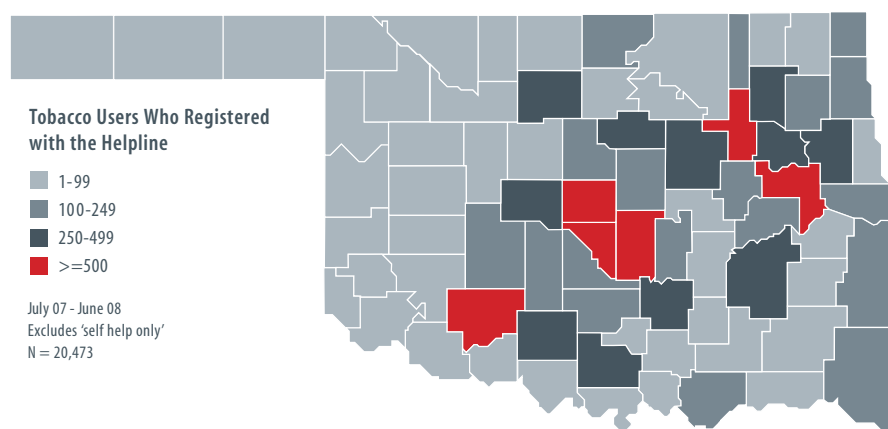 Tobacco Users Who Registered
with the Helpline
1-99
100-249
250-499
>=500
July 07 - June 08
Excludes ‘self help only’
N = 20,473